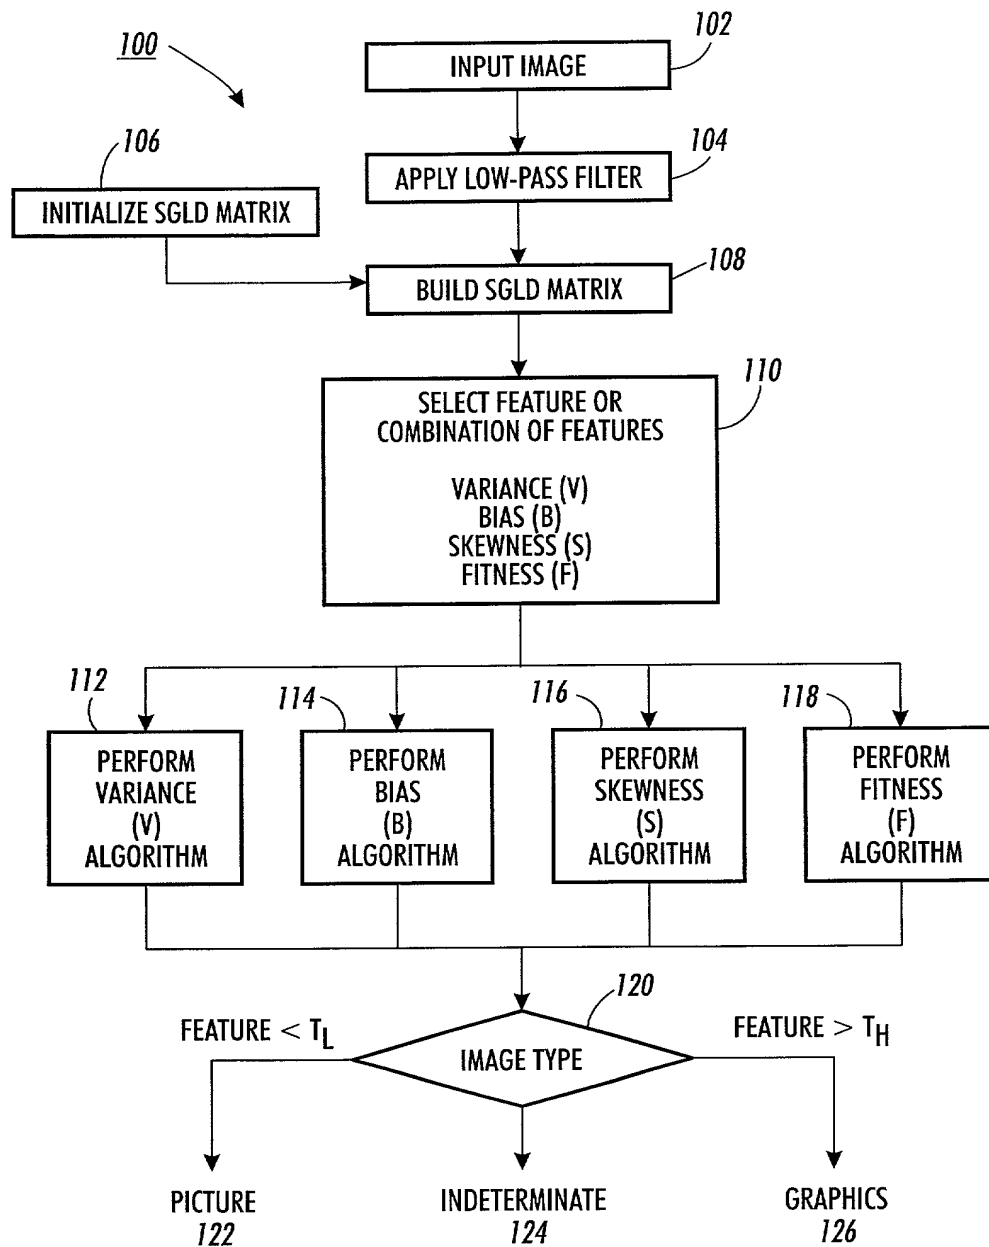 100
102
INPUT IMAGE
106
104
APPLY LOW-PASS FILTER
INITIALIZE SGLD MATRIX
108
BUILD SGLD MATRIX
110
SELECT FEATURE OR
COMBINATION OF FEATURES
VARIANCE (V)
BIAS (B)
SKEWNESS (S)
FITNESS (F)
112
PERFORM
VARIANCE
(V)
ALGORITHM
114
PERFORM
BIAS
(B)
ALGORITHM
116
PERFORM
SKEWNESS
(S)
ALGORITHM
118
PERFORM
FITNESS
(F)
ALGORITHM
120
FEATURE < TL
IMAGE TYPE
FEATURE > TH
PICTURE
122
INDETERMINATE
124
GRAPHICS
126